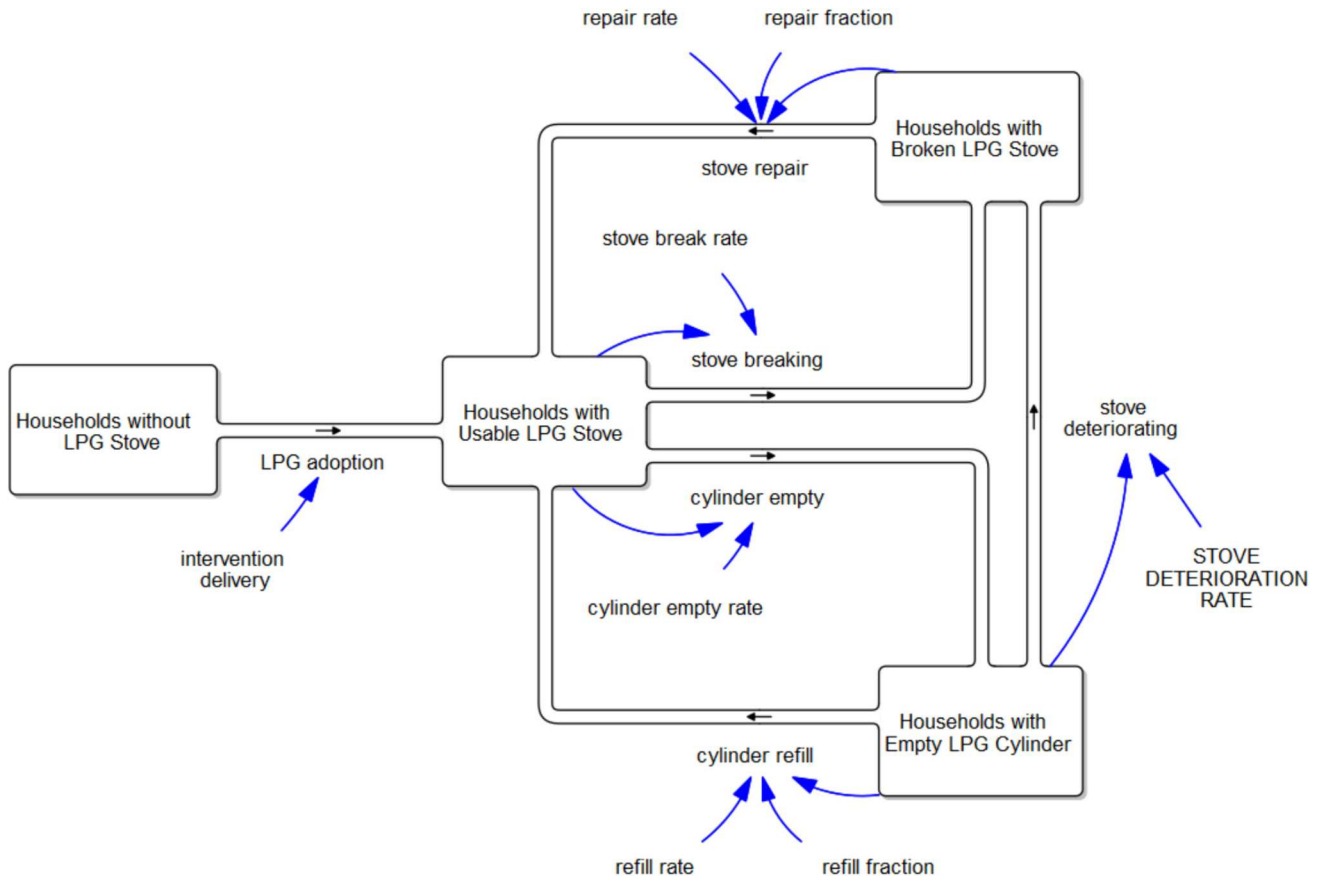 repair rate
repair fraction
Households with
Broken LPG Stove
stove repair
stove break rate
stove breaking
Households without
LPG Stove
LPG adoption
intervention
delivery
Households with
Usable LPG Stove
stove
deteriorating
cylinder empty
cylinder empty rate
STOVE
DETERIORATION
RATE
Households with
Empty LPG Cylinder
cylinder refill
refill rate
refill fraction